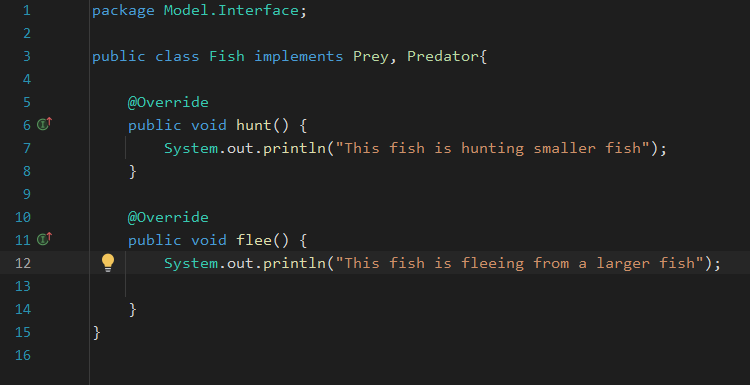 1 package Model.Interface;
2
3 public class Fish implements Prey, Predator{
4
5     @Override
6     public void hunt() {
7         System.out.println("This fish is hunting smaller fish");
8     }
9
10     @Override
11     public void flee() {
12         System.out.println("This fish is fleeing from a larger fish");
13
14     }
15 }
16